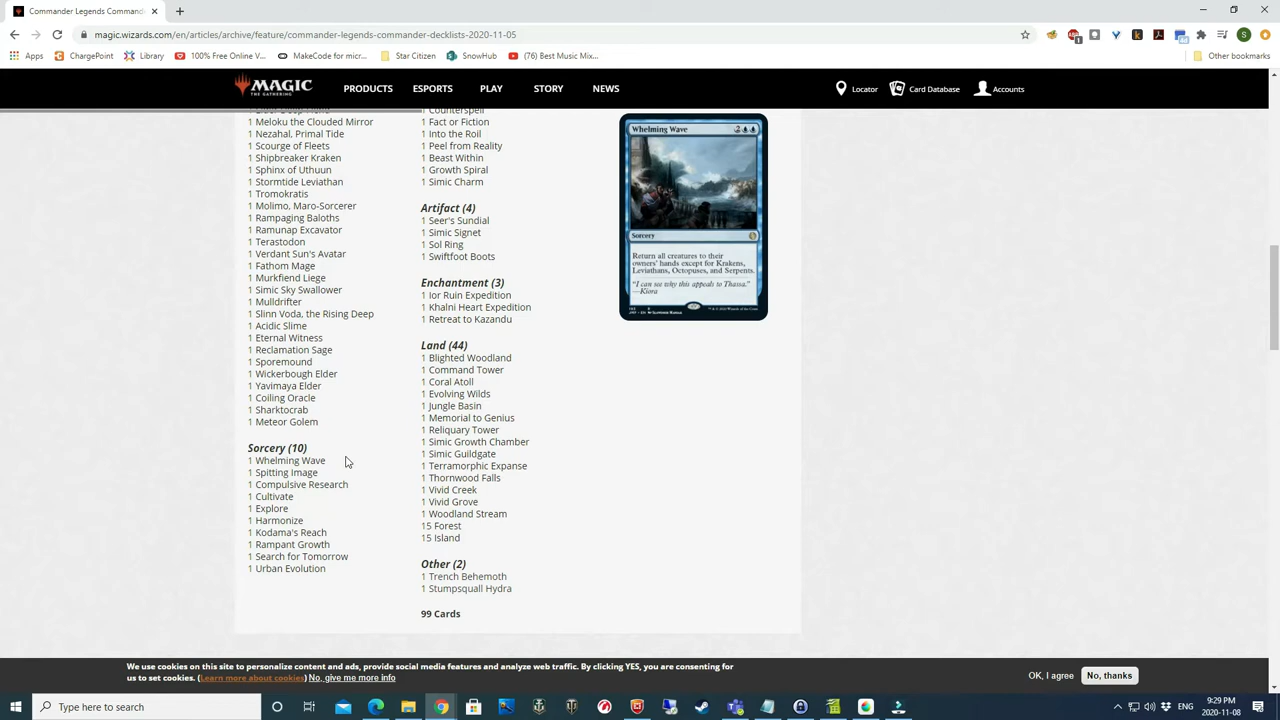 Commander Legends Command
magic.wizards.com/en/articles/archive/feature/commander-legends-commander-decklists-2020-11-05
Apps
ChargePoint
Library
100% Free Online V...
MakeCode for micr...
Star Citizen
SnowHub
(76) Best Music Mix...
Other bookmarks
MAGIC
PRODUCTS
ESPORTS
PLAY
STORY
NEWS
Locator
Card Database
Accounts
1 Meloku the Clouded Mirror
1 Nezahal, Primal Tide
1 Scourge of Fleets
1 Shipbreaker Kraken
1 Sphinx of Uthuun
1 Stormtide Leviathan
1 Tromokratis
1 Molimo, Maro-Sorcerer
1 Rampaging Baloths
1 Ramunap Excavator
1 Terastodon
1 Verdant Sun's Avatar
1 Fathom Mage
1 Murkfiend Liege
1 Simic Sky Swallower
1 Mulldrifter
1 Slinn Voda, the Rising Deep
1 Acidic Slime
1 Eternal Witness
1 Reclamation Sage
1 Sporemound
1 Wickerbough Elder
1 Yavimaya Elder
1 Coiling Oracle
1 Sharktocrab
1 Meteor Golem
Sorcery (10)
1 Whelming Wave
1 Spitting Image
1 Compulsive Research
1 Cultivate
1 Explore
1 Harmonize
1 Kodama's Reach
1 Rampant Growth
1 Search for Tomorrow
1 Urban Evolution
1 Counterspell
1 Fact or Fiction
1 Into the Roil
1 Peel from Reality
1 Beast Within
1 Growth Spiral
1 Simic Charm
Artifact (4)
1 Seer's Sundial
1 Simic Signet
1 Sol Ring
1 Swiftfoot Boots
Enchantment (3)
1 Ior Ruin Expedition
1 Khalni Heart Expedition
1 Retreat to Kazandu
Land (44)
1 Blighted Woodland
1 Command Tower
1 Coral Atoll
1 Evolving Wilds
1 Jungle Basin
1 Memorial to Genius
1 Reliquary Tower
1 Simic Growth Chamber
1 Simic Guildgate
1 Terramorphic Expanse
1 Thornwood Falls
1 Vivid Creek
1 Vivid Grove
1 Woodland Stream
15 Forest
15 Island
Other (2)
1 Trench Behemoth
1 Stumpsquall Hydra
99 Cards
Whelming Wave
2
Sorcery
Return all creatures to their
owners' hands except for Krakens,
Leviathans, Octopuses, and Serpents.
"I can see why this appeals to Thassa."
—Kiora
We use cookies on this site to personalize content and ads, provide social media features and analyze web traffic. By clicking YES, you are consenting for
us to set cookies. (Learn more about cookies) No, give me more info
OK, I agree
No, thanks
Type here to search
ENG
9:29 PM
2020-11-08